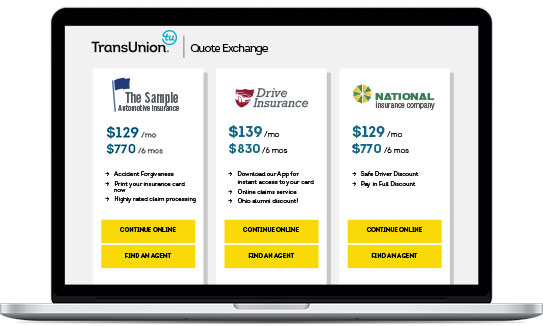 TransUnion. tu
Quote Exchange
The Sample
Automotive Insurance
$129 /mo
$770 /6 mos
→ Accident Forgiveness
→ Print your insurance card
now
→ Highly rated claim processing
CONTINUE ONLINE
FIND AN AGENT
Drive
Insurance
$139 /mo
$830 /6 mos
→ Download our App for
instant access to your card
→ Online claims service
→ Ohio alumni discount!
CONTINUE ONLINE
FIND AN AGENT
NATIONAL
insurance company
$129 /mo
$770 /6 mos
→ Safe Driver Discount
→ Pay in Full Discount
CONTINUE ONLINE
FIND AN AGENT